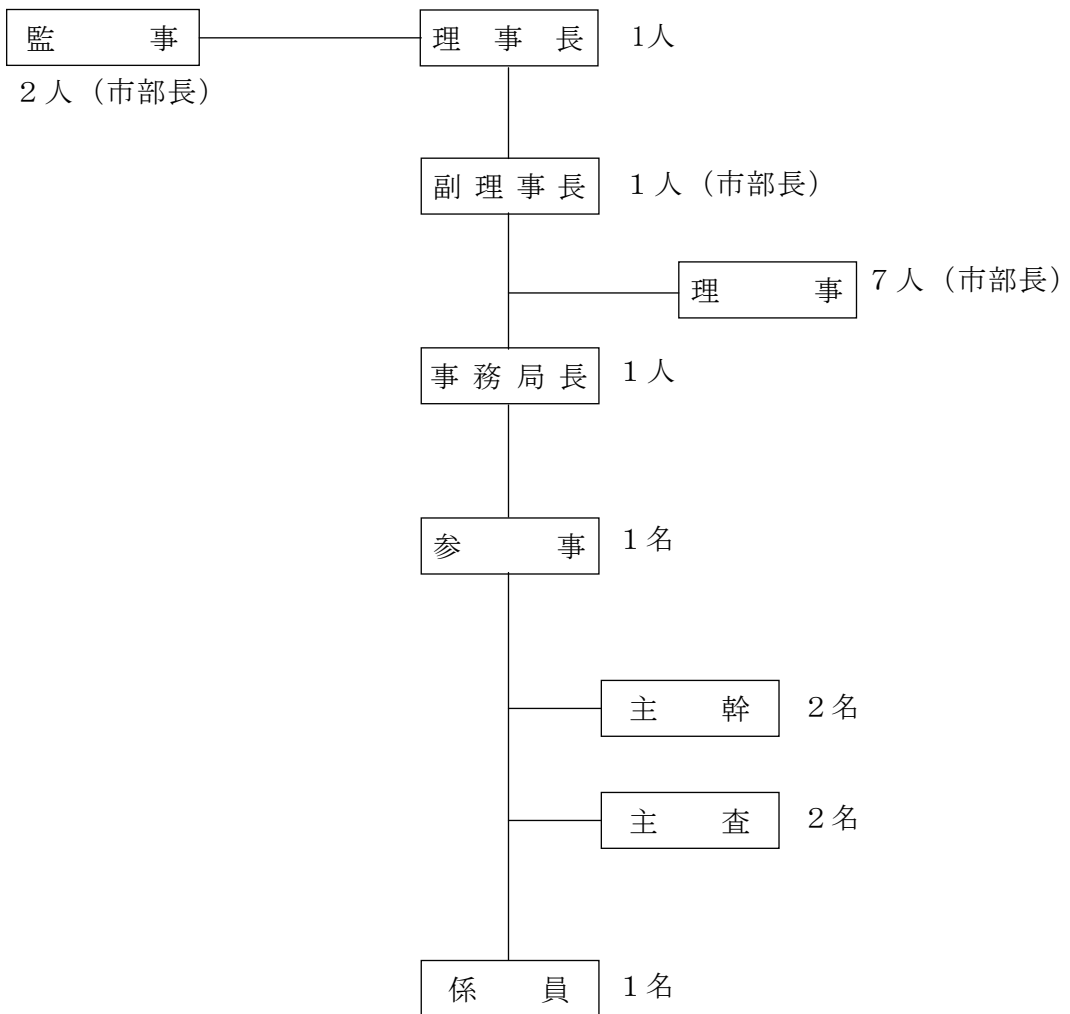 監　　事
理 事 長
1人
２人（市部長）
副 理 事 長
１人（市部長）
理　　事
７人（市部長）
事 務 局 長
１人
参　　事
１名
主　幹
２名
主　査
２名
係　員
１名